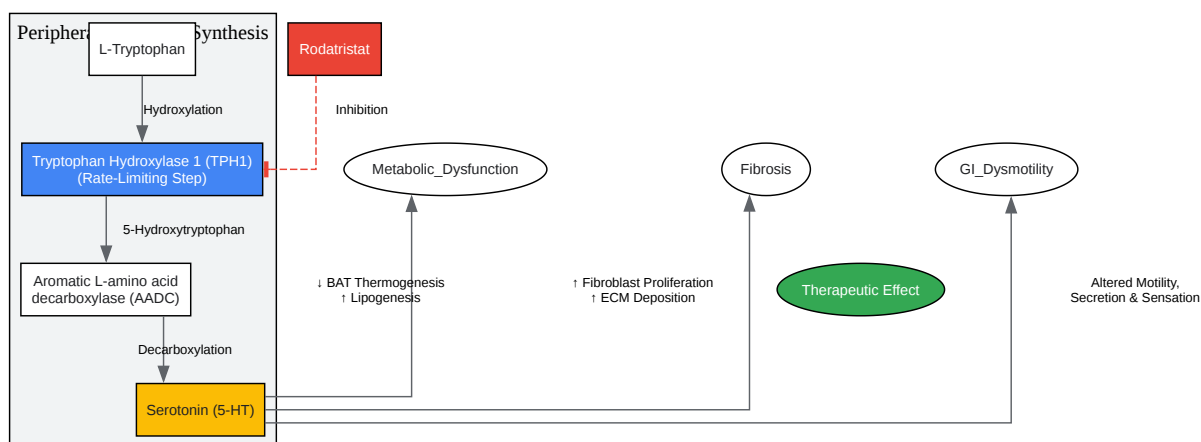 Periphera Synthesis
L-Tryptophan
Rodatristat
Hydroxylation
Inhibition
Tryptophan Hydroxylase 1 (TPH1)
(Rate-Limiting Step)
Metabolic_Dysfunction
Fibrosis
GI_Dysmotility
5-Hydroxytryptophan
Aromatic L-amino acid
decarboxylase (AADC)
↓ BAT Thermogenesis
↑ Lipogenesis
↑ Fibroblast Proliferation
↑ ECM Deposition
Therapeutic Effect
Altered Motility,
Secretion & Sensation
Decarboxylation
Serotonin (5-HT)